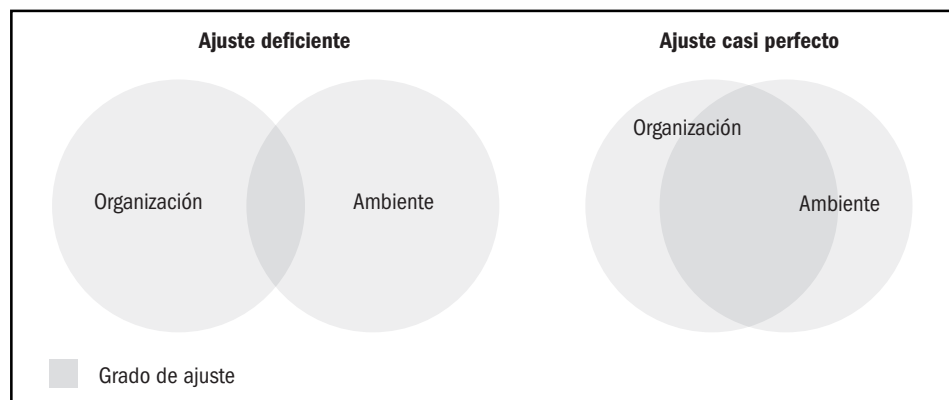 Ajuste deficiente
Ajuste casi perfecto
Organización
Ambiente
Organización
Ambiente
Grado de ajuste